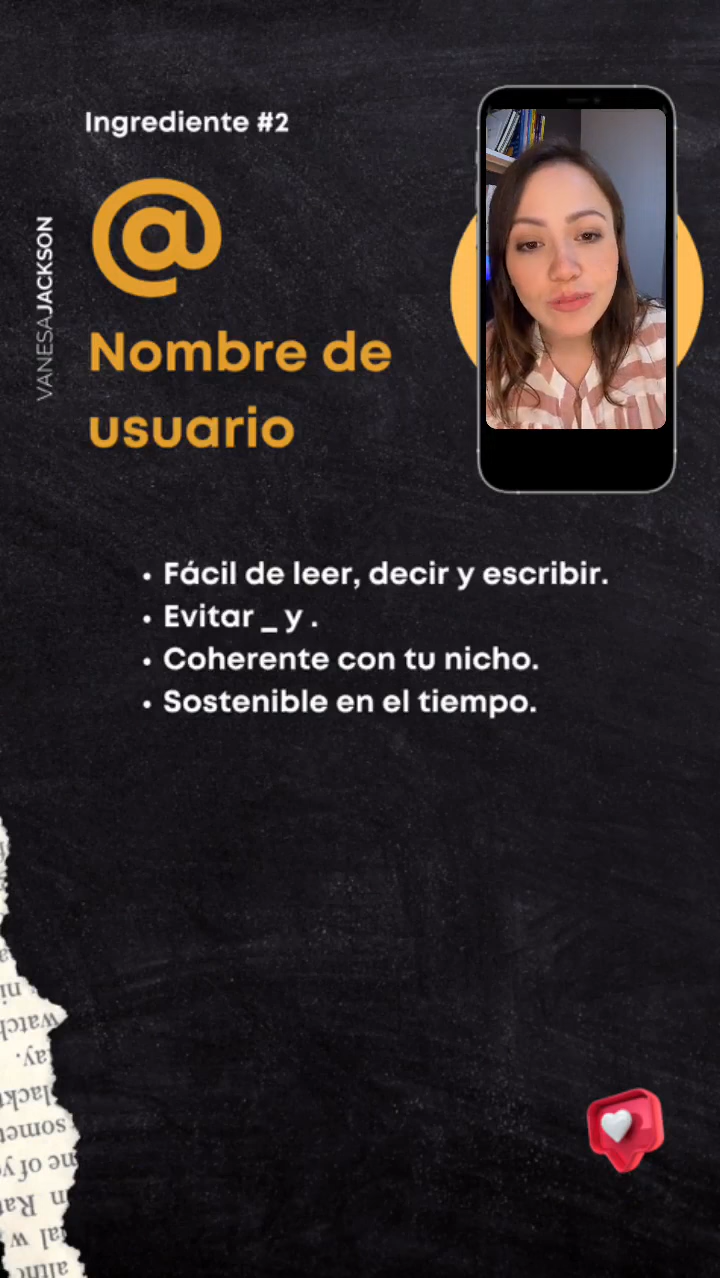 Ingrediente #2
@
Nombre de
usuario
VANESAJACKSON
• Fácil de leer, decir y escribir.
• Evitar _ y .
• Coherente con tu nicho.
• Sostenible en el tiempo.